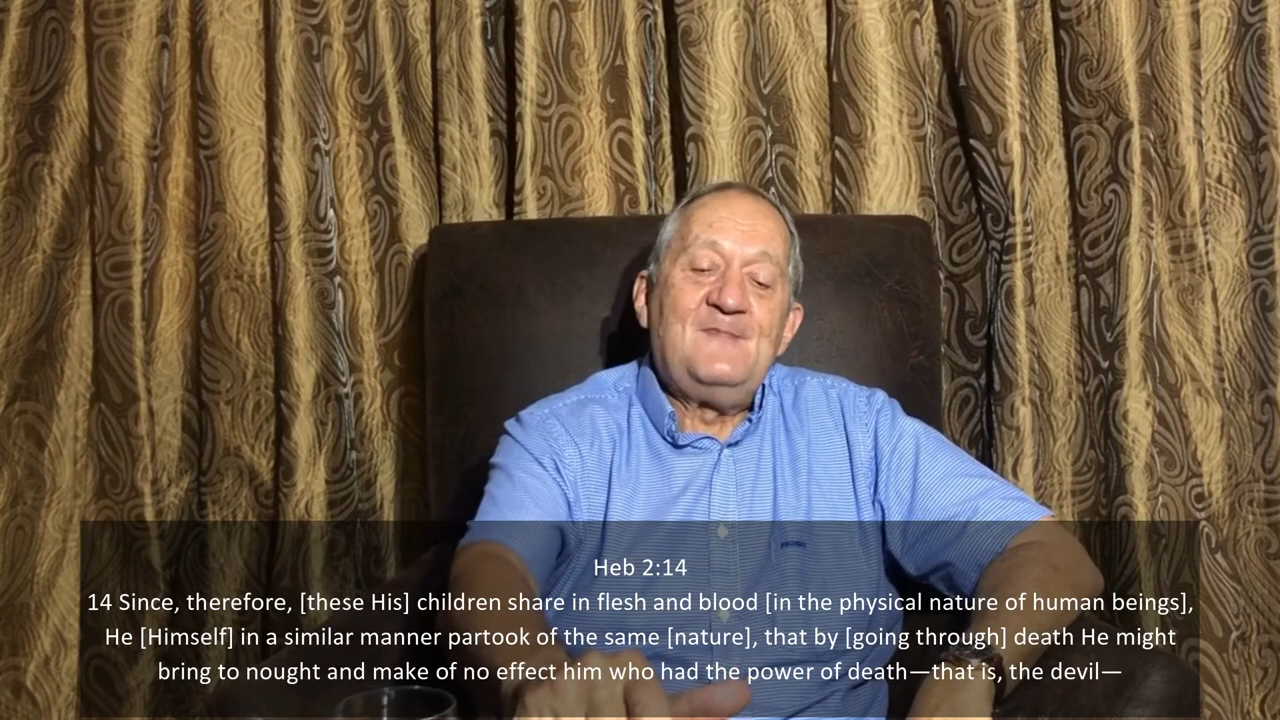 Heb 2:14
14 Since, therefore, [these His] children share in flesh and blood [in the physical nature of human beings],
He [Himself] in a similar manner partook of the same [nature], that by [going through] death He might
bring to nought and make of no effect him who had the power of death—that is, the devil—